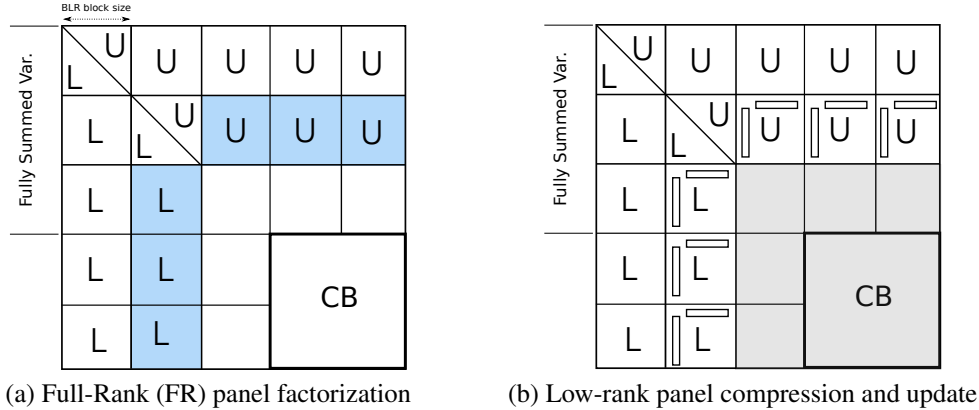 BLR block size
Fully Summed Var.
U
L
U
U
U
U
L
U
L
U
U
U
L
L
L
L
CB
L
L
(a) Full-Rank (FR) panel factorization
Fully Summed Var.
U
L
U
U
U
U
L
U
L
U
U
U
L
L
L
L
CB
L
L
(b) Low-rank panel compression and update